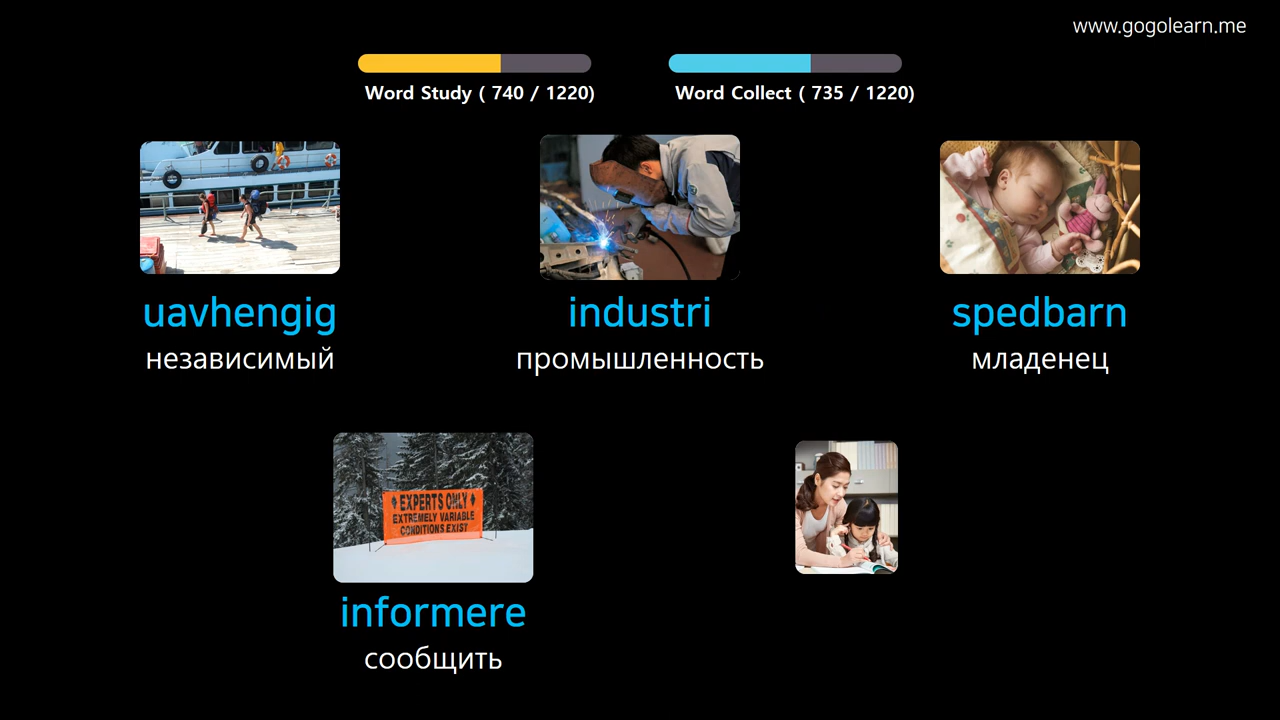 www.gogolearn.me
Word Study ( 740 / 1220)
Word Collect ( 735 / 1220)
uavhengig
независимый
industri
промышленность
spedbarn
младенец
EXPERTS ONLY
EXTREMELY VARIABLE
CONDITIONS EXIST
informere
сообщить